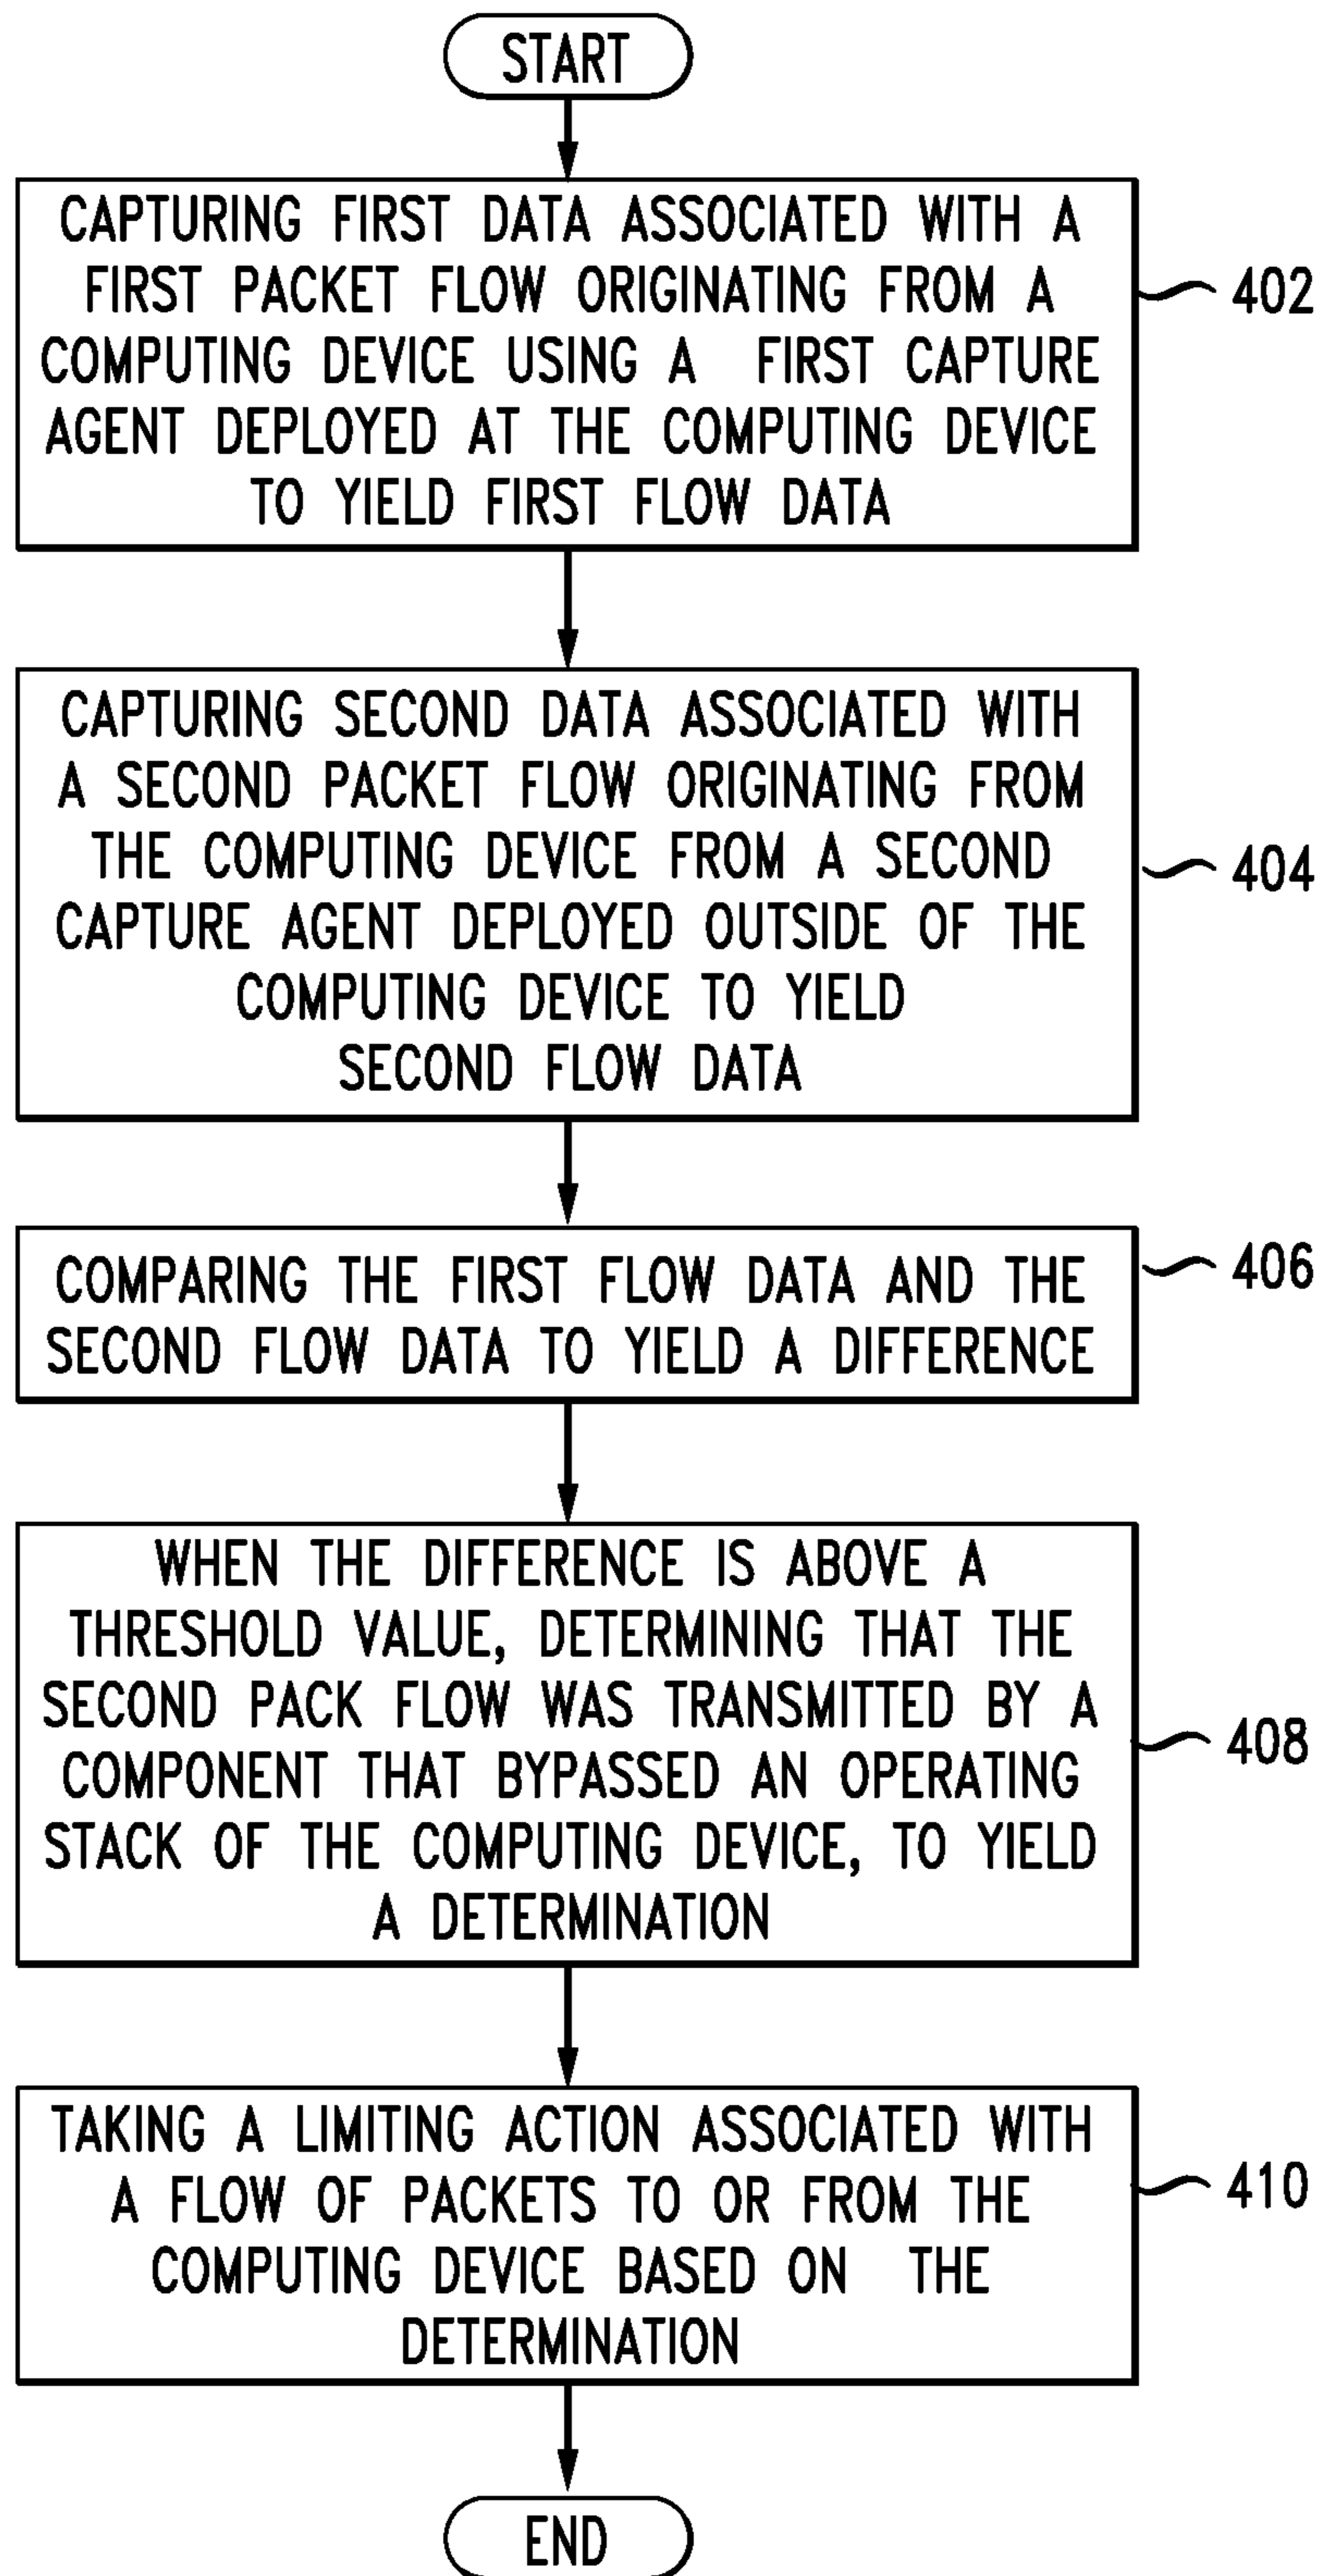 START
CAPTURING FIRST DATA ASSOCIATED WITH A
FIRST PACKET FLOW ORIGINATING FROM A
COMPUTING DEVICE USING A FIRST CAPTURE
AGENT DEPLOYED AT THE COMPUTING DEVICE
TO YIELD FIRST FLOW DATA
402
CAPTURING SECOND DATA ASSOCIATED WITH
A SECOND PACKET FLOW ORIGINATING FROM
THE COMPUTING DEVICE FROM A SECOND
CAPTURE AGENT DEPLOYED OUTSIDE OF THE
COMPUTING DEVICE TO YIELD
SECOND FLOW DATA
404
COMPARING THE FIRST FLOW DATA AND THE
SECOND FLOW DATA TO YIELD A DIFFERENCE
406
WHEN THE DIFFERENCE IS ABOVE A
THRESHOLD VALUE, DETERMINING THAT THE
SECOND PACK FLOW WAS TRANSMITTED BY A
COMPONENT THAT BYPASSED AN OPERATING
STACK OF THE COMPUTING DEVICE, TO YIELD
A DETERMINATION
408
TAKING A LIMITING ACTION ASSOCIATED WITH
A FLOW OF PACKETS TO OR FROM THE
COMPUTING DEVICE BASED ON THE
DETERMINATION
410
END